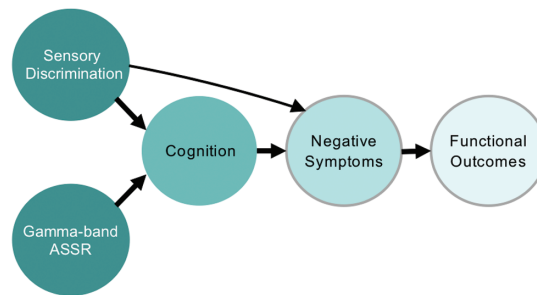 Sensory
Discrimination
Cognition
Negative
Symptoms
Functional
Outcomes
Gamma-band
ASSR